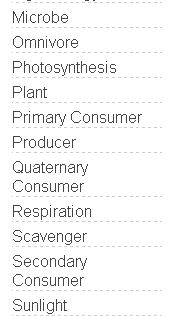 Microbe
Omnivore
Photosynthesis
Plant
Primary Consumer
Producer
Quaternary
Consumer
Respiration
Scavenger
Secondary
Consumer
Sunlight